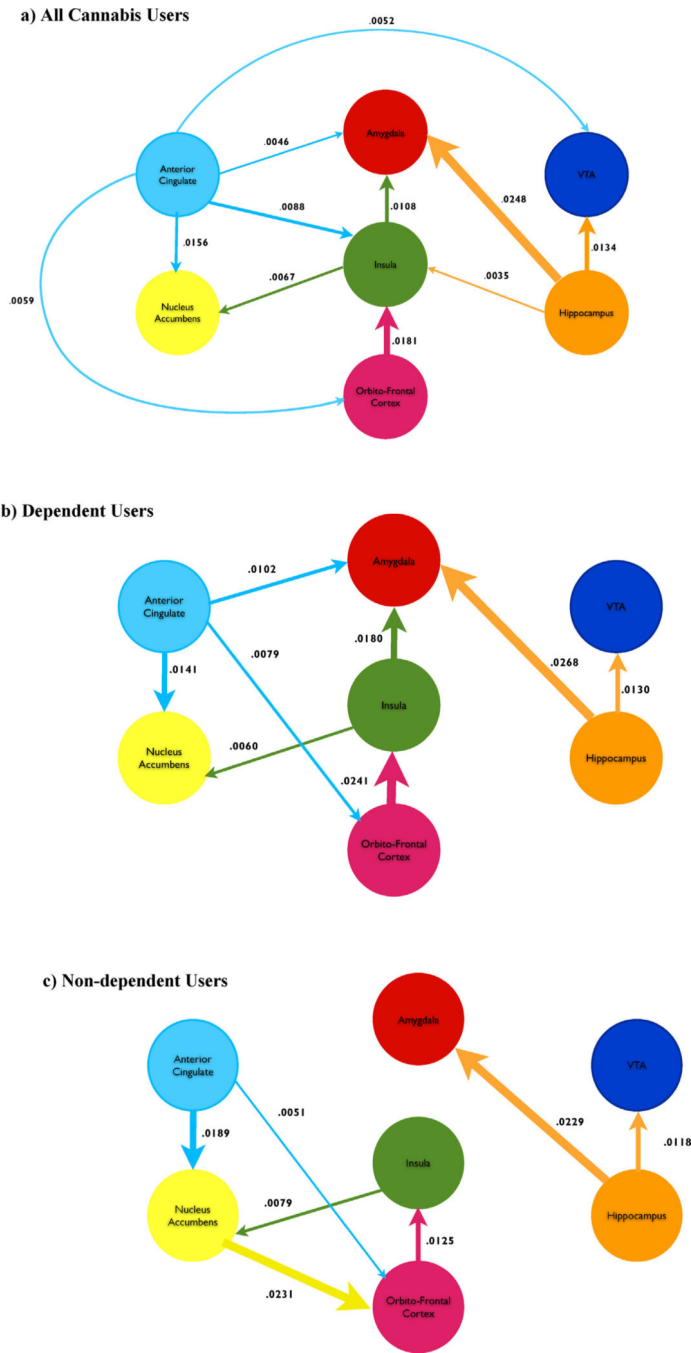 a) All Cannabis Users
.0052
Amygdala
.0046
Anterior
Cingulate
VTA
.0248
.0108
.0088
.0134
.0156
Insula
.0067
.0035
.0059
Nucleus
Accumbens
Hippocampus
.0181
Orbito-Frontal
Cortex
b) Dependent Users
Amygdala
.0102
Anterior
Cingulate
VTA
.0180
.0079
.0268
.0141
.0130
Insula
Nucleus
Accumbens
.0060
Hippocampus
.0241
Orbito-Frontal
Cortex
c) Non-dependent Users
Amygdala
Anterior
Cingulate
VTA
.0051
.0229
.0189
.0118
Insula
.0079
Nucleus
Accumbens
Hippocampus
.0125
.0231
Orbito-Frontal
Cortex